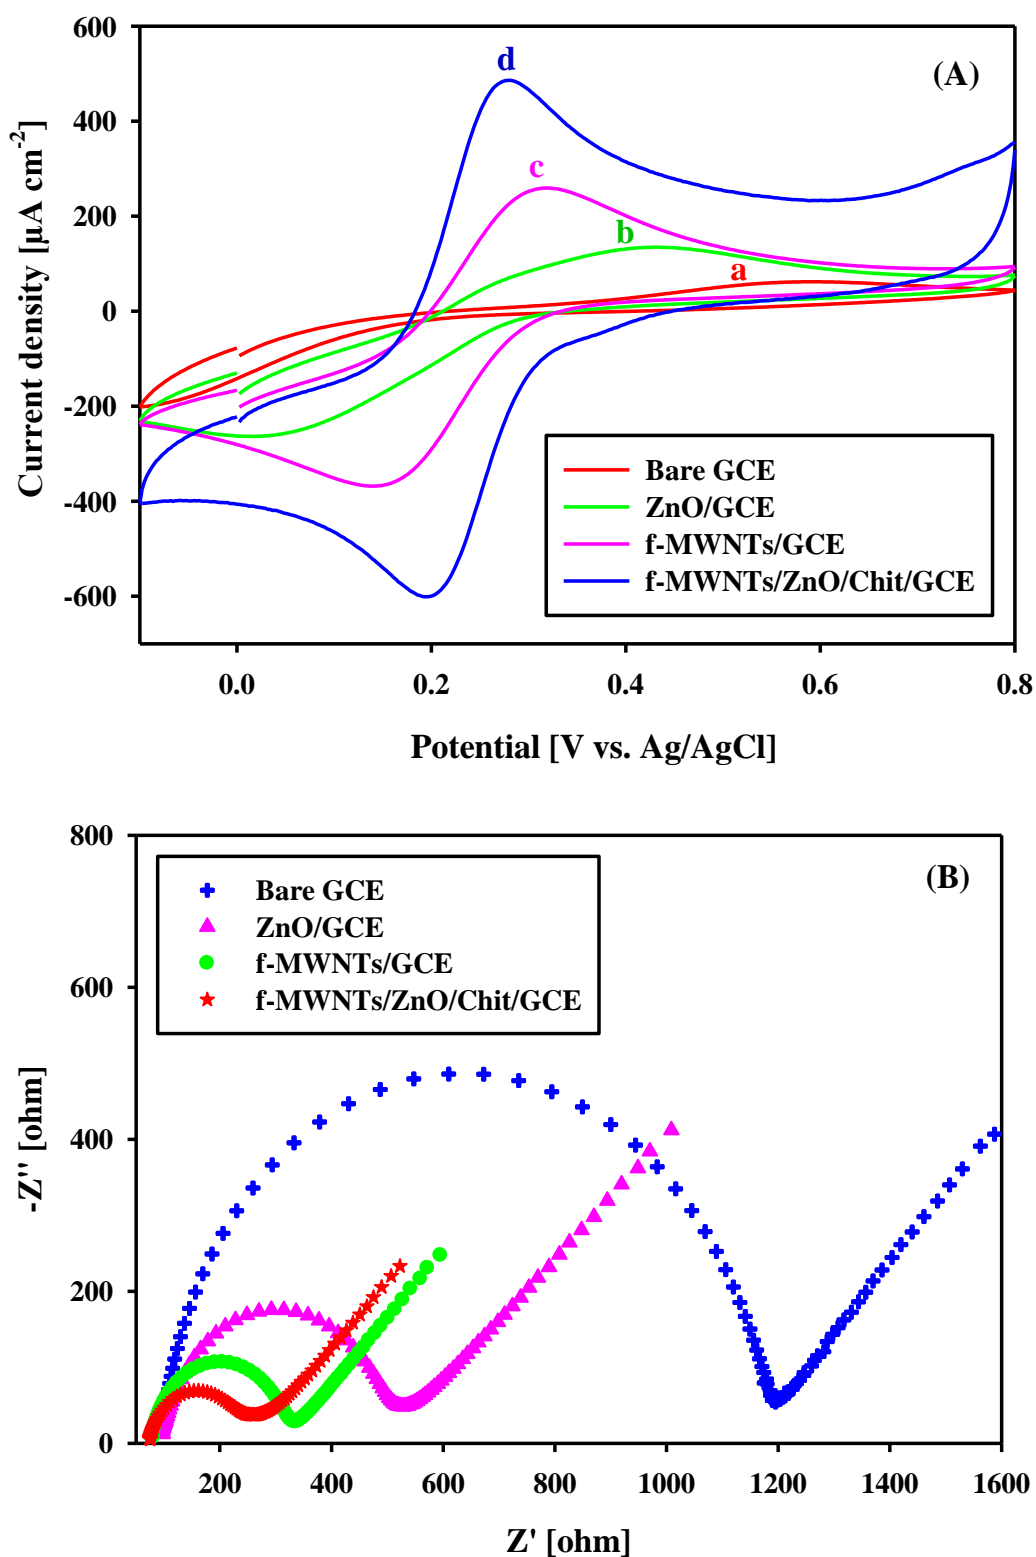 600
400
200
0
-200
-400
-600
Current density [µA cm-2]
d
c
b
a
(A)
Bare GCE
ZnO/GCE
f-MWNTs/GCE
f-MWNTs/ZnO/Chit/GCE
0.0 0.2 0.4 0.6 0.8
Potential [V vs. Ag/AgCl]
800
600
400
200
0
-Z'' [ohm]
(B)
Bare GCE
ZnO/GCE
f-MWNTs/GCE
f-MWNTs/ZnO/Chit/GCE
200 400 600 800 1000 1200 1400 1600
Z' [ohm]